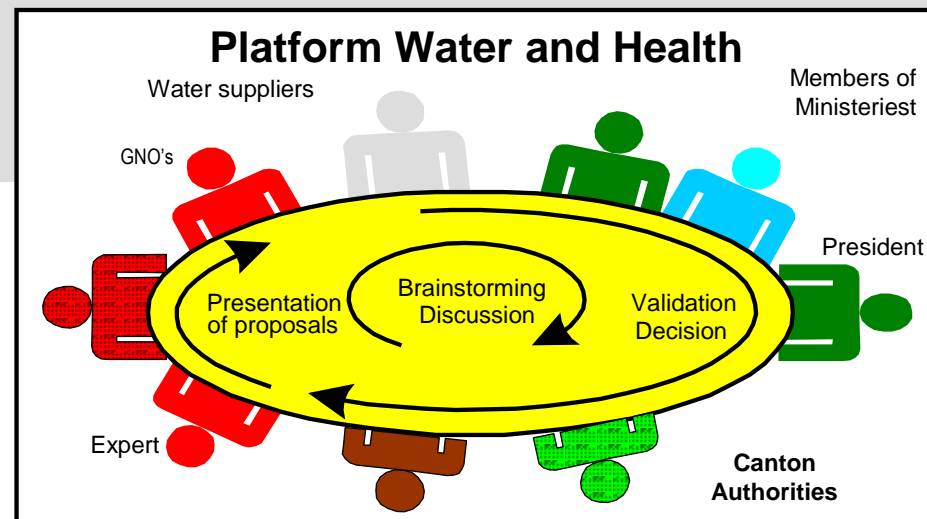 Platform Water and Health
Water suppliers
Members of
Ministeriest
GNO's
President
Presentation
of proposals
Brainstorming
Discussion
Validation
Decision
Expert
Canton
Authorities